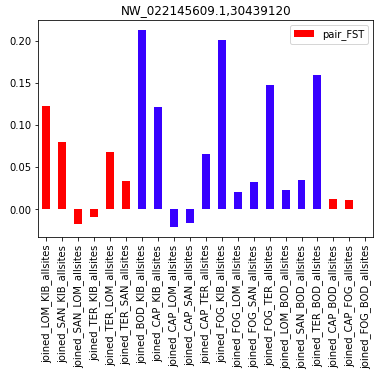 NW_022145609.1,30439120
pair_FST
0.20
0.15
0.10
0.05
0.00
joined_LOM_KIB_allsites
joined_SAN_KIB_allsites
joined_SAN_LOM_allsites
joined_TER_KIB_allsites
joined_TER_LOM_allsites
joined_TER_SAN_allsites
joined_BOD_KIB_allsites
joined_CAP_KIB_allsites
joined_CAP_LOM_allsites
joined_CAP_SAN_allsites
joined_CAP_TER_allsites
joined_FOG_KIB_allsites
joined_FOG_LOM_allsites
joined_FOG_SAN_allsites
joined_FOG_TER_allsites
joined_LOM_BOD_allsites
joined_SAN_BOD_allsites
joined_TER_BOD_allsites
joined_CAP_BOD_allsites
joined_CAP_FOG_allsites
joined_FOG_BOD_allsites